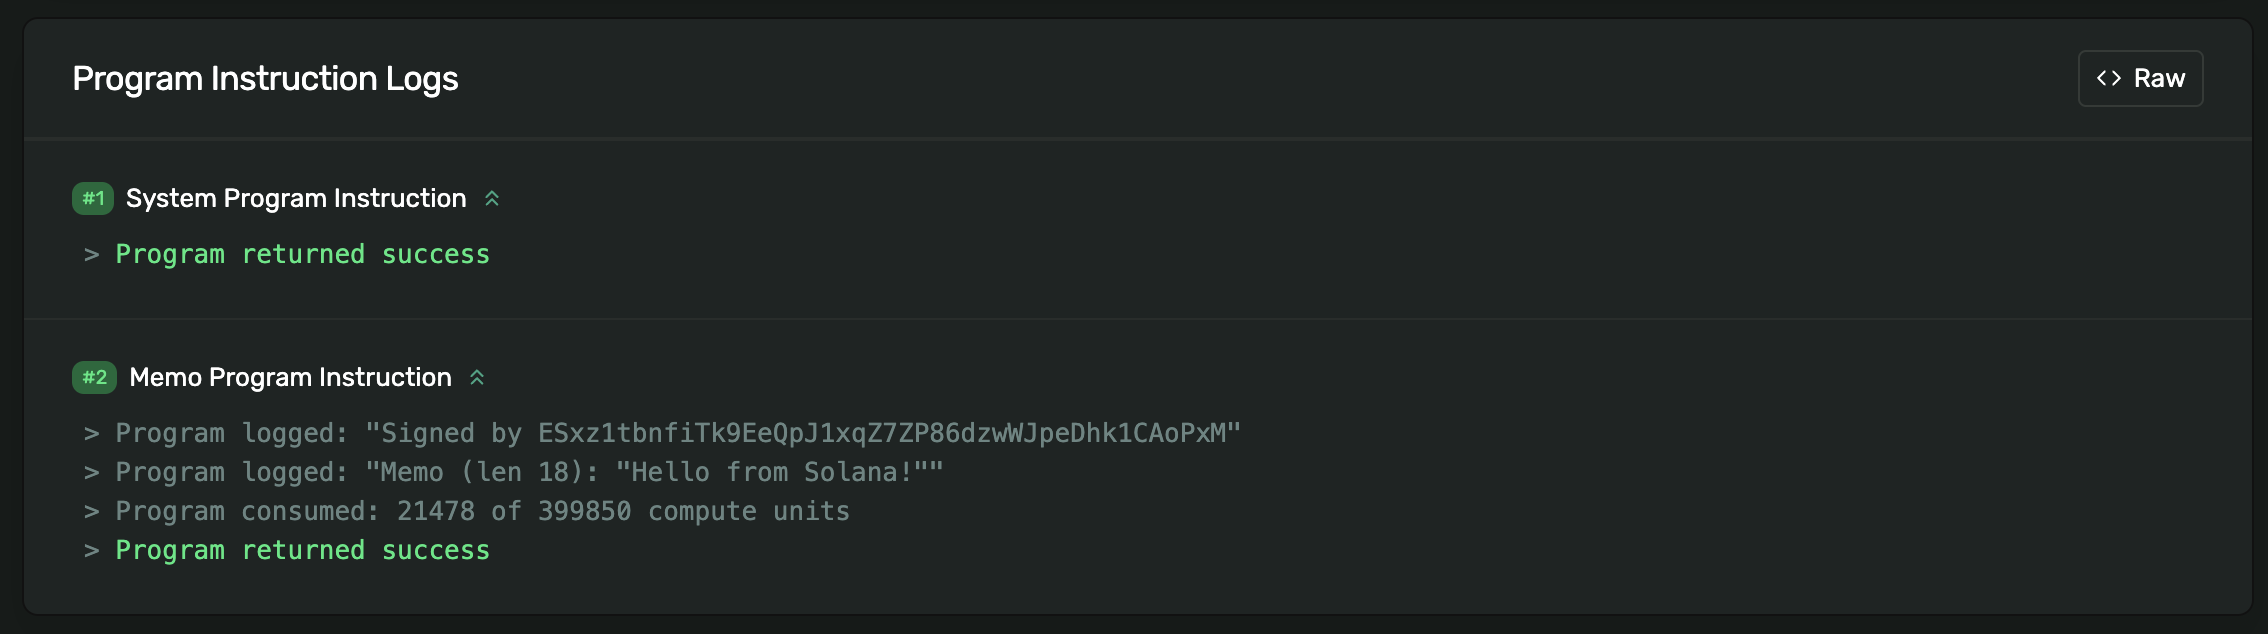 Program Instruction Logs
<> Raw
#1 System Program Instruction
> Program returned success
#2 Memo Program Instruction
> Program logged: "Signed by ESxz1tbnfiTk9EeQpJ1xqZ7ZP86dzwWJpeDhk1CAoPxM"
> Program logged: "Memo (len 18): "Hello from Solana!""
> Program consumed: 21478 of 399850 compute units
> Program returned success